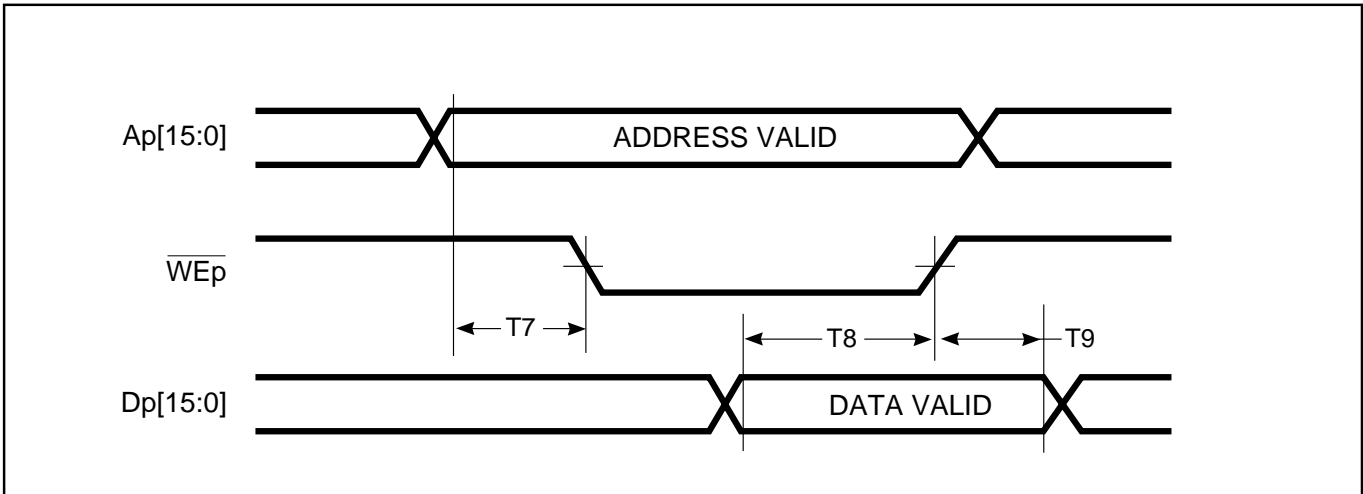 Ap[15:0]
ADDRESS VALID
WEp
T7
T8
T9
Dp[15:0]
DATA VALID